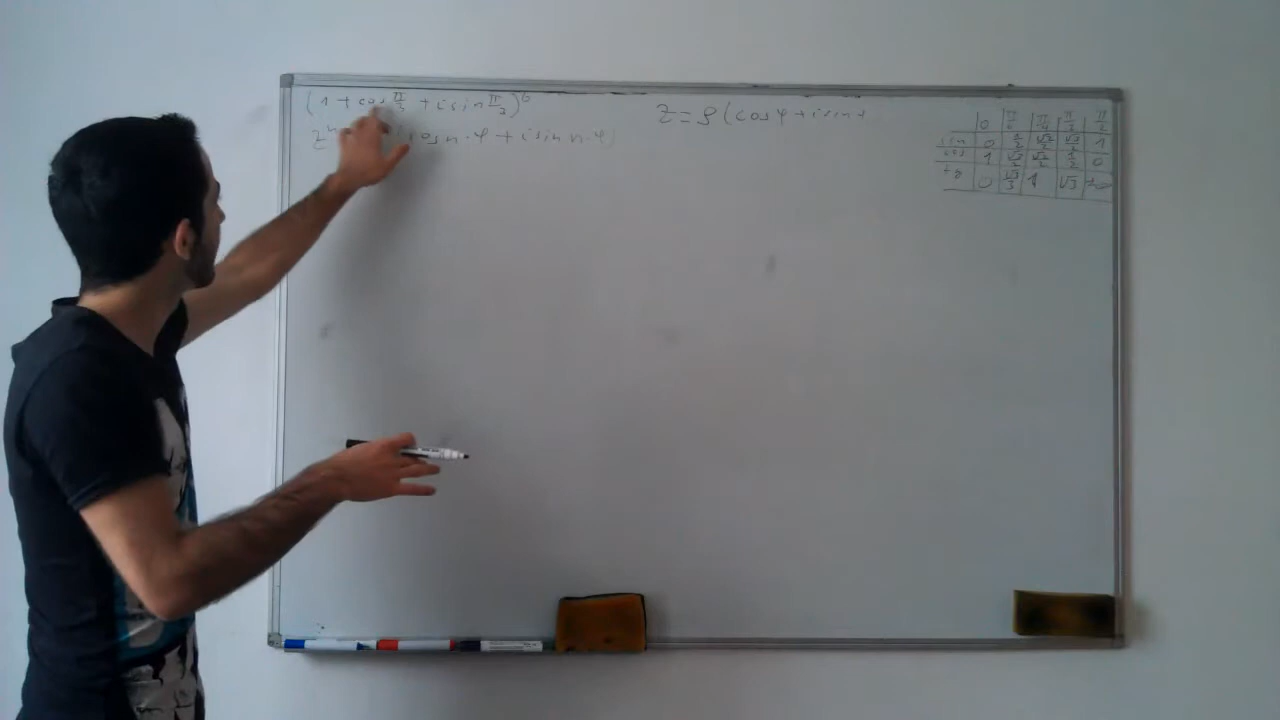 (1 + cos π/3 + i sin π/3)^6
z^n cos n·φ + i sin n·φ)
z = ρ (cos φ + i sin
0 π/6 π/4 π/3 π/2
sin 0 1/2 √2/2 √3/2 1
cos 1 √3/2 √2/2 1/2 0
tg 0 √3/3 1 √3 +∞